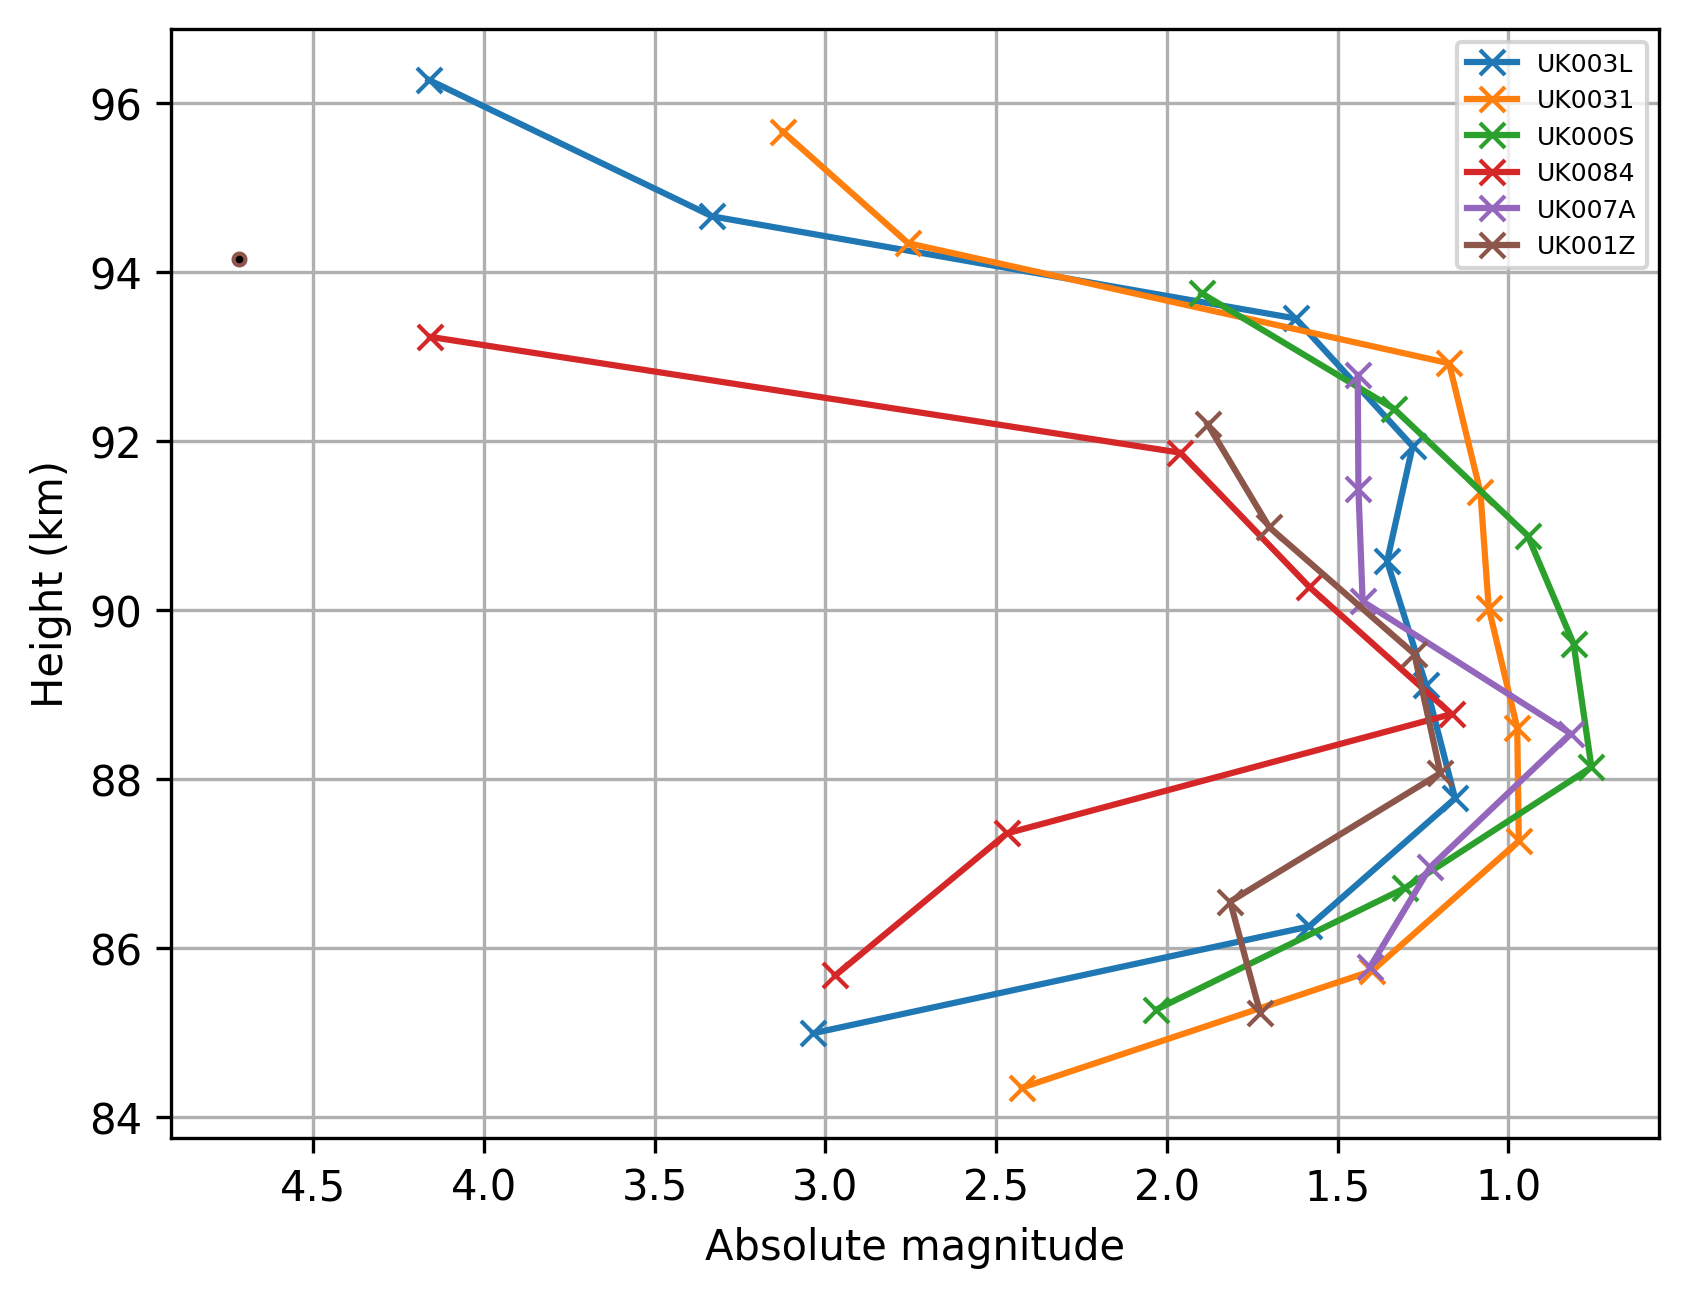 UK003L
UK0031
UK000S
UK0084
UK007A
UK001Z
Height (km)
96
94
92
90
88
86
84
4.5 4.0 3.5 3.0 2.5 2.0 1.5 1.0
Absolute magnitude